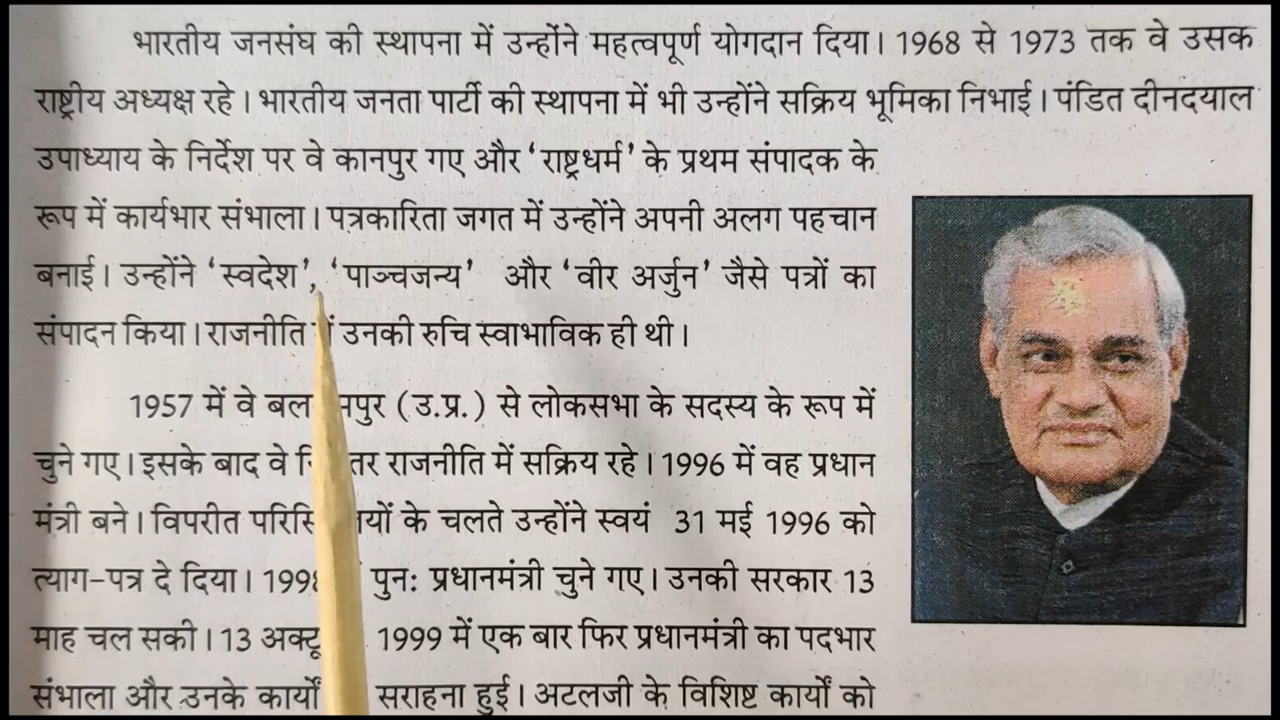 भारतीय जनसंघ की स्थापना में उन्होंने महत्वपूर्ण योगदान दिया। 1968 से 1973 तक वे उसक
राष्ट्रीय अध्यक्ष रहे। भारतीय जनता पार्टी की स्थापना में भी उन्होंने सक्रिय भूमिका निभाई। पंडित दीनदयाल
उपाध्याय के निर्देश पर वे कानपुर गए और ‘राष्ट्रधर्म’ के प्रथम संपादक के
रूप में कार्यभार संभाला। पत्रकारिता जगत में उन्होंने अपनी अलग पहचान
बनाई। उन्होंने ‘स्वदेश’, ‘पाञ्चजन्य’ और ‘वीर अर्जुन’ जैसे पत्रों का
संपादन किया। राजनीति उनकी रुचि स्वाभाविक ही थी।
1957 में वे (उ.प्र.) से लोकसभा के सदस्य के रूप में
चुने गए। इसके बाद वे राजनीति में सक्रिय रहे। 1996 में वह प्रधान
मंत्री बने। विपरीत के चलते उन्होंने स्वयं 31 मई 1996 को
त्याग-पत्र दे दिया। पुनः प्रधानमंत्री चुने गए। उनकी सरकार 13
माह चल सकी। 13 1999 में एक बार फिर प्रधानमंत्री का पदभार
संभाला और उनके कार्यों सराहना हुई। अटलजी के विशिष्ट कार्यों को